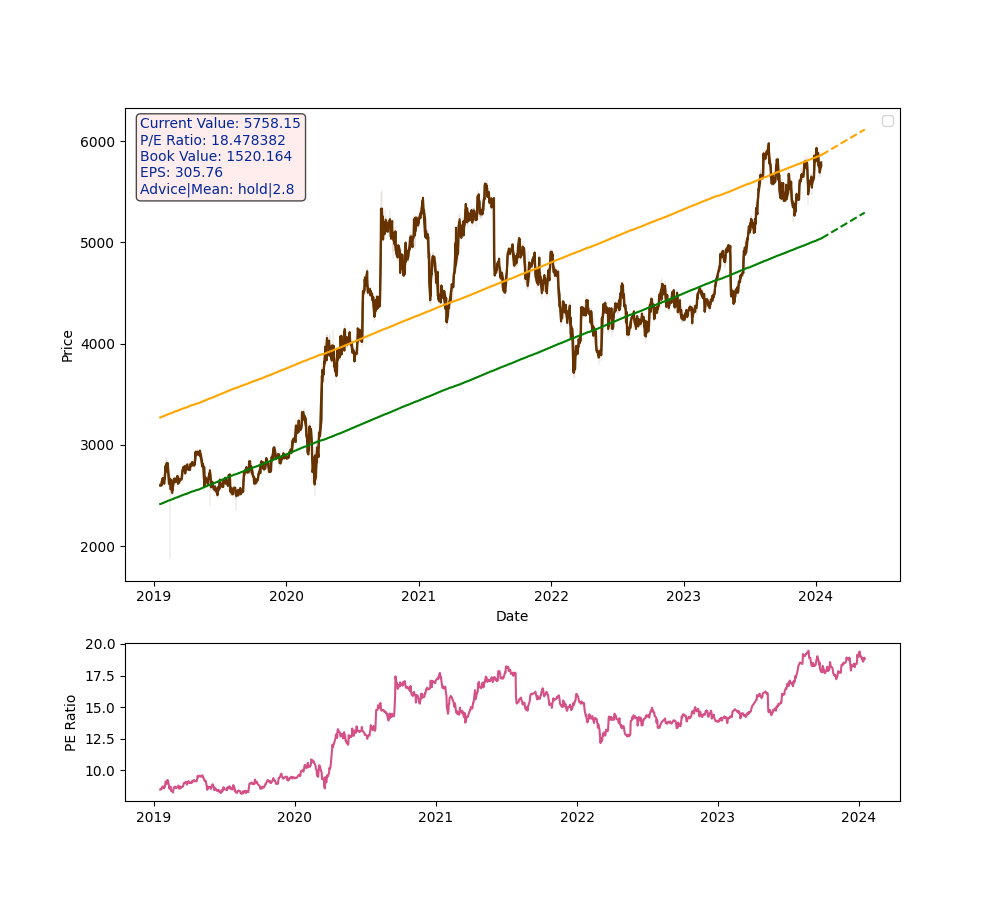 Current Value: 5758.15
P/E Ratio: 18.478382
Book Value: 1520.164
EPS: 305.76
Advice|Mean: hold|2.8
6000
5000
4000
3000
2000
Price
2019 2020 2021 2022 2023 2024
Date
20.0
17.5
15.0
12.5
10.0
PE Ratio
2019 2020 2021 2022 2023 2024